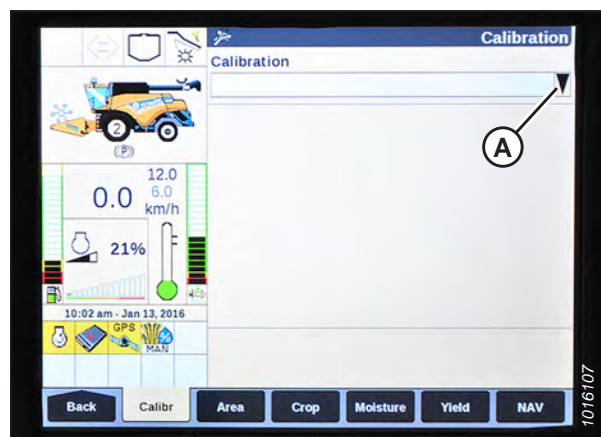 Calibration
Calibration
A
2
(P)
12.0
6.0
0.0 km/h
21%
10:02 am - Jan 13, 2016
GPS
MAN
Back Calibr Area Crop Moisture Yield NAV
1016107